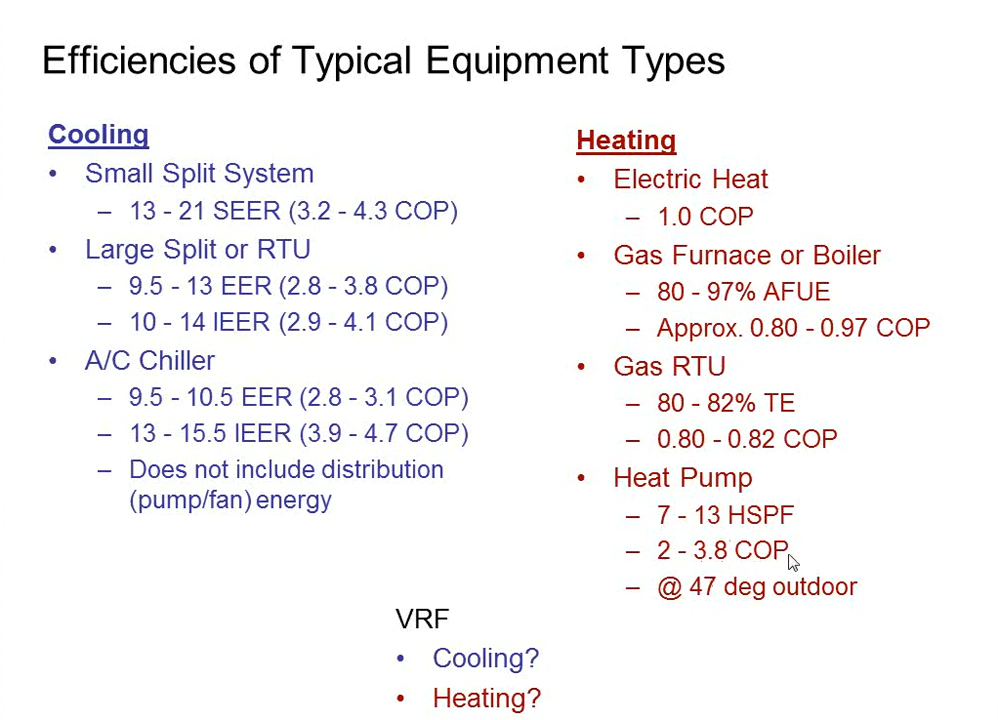 Efficiencies of Typical Equipment Types
Cooling
• Small Split System
– 13 - 21 SEER (3.2 - 4.3 COP)
• Large Split or RTU
– 9.5 - 13 EER (2.8 - 3.8 COP)
– 10 - 14 IEER (2.9 - 4.1 COP)
• A/C Chiller
– 9.5 - 10.5 EER (2.8 - 3.1 COP)
– 13 - 15.5 IEER (3.9 - 4.7 COP)
– Does not include distribution
(pump/fan) energy
Heating
• Electric Heat
– 1.0 COP
• Gas Furnace or Boiler
– 80 - 97% AFUE
– Approx. 0.80 - 0.97 COP
• Gas RTU
– 80 - 82% TE
– 0.80 - 0.82 COP
• Heat Pump
– 7 - 13 HSPF
– 2 - 3.8 COP
– @ 47 deg outdoor
VRF
• Cooling?
• Heating?